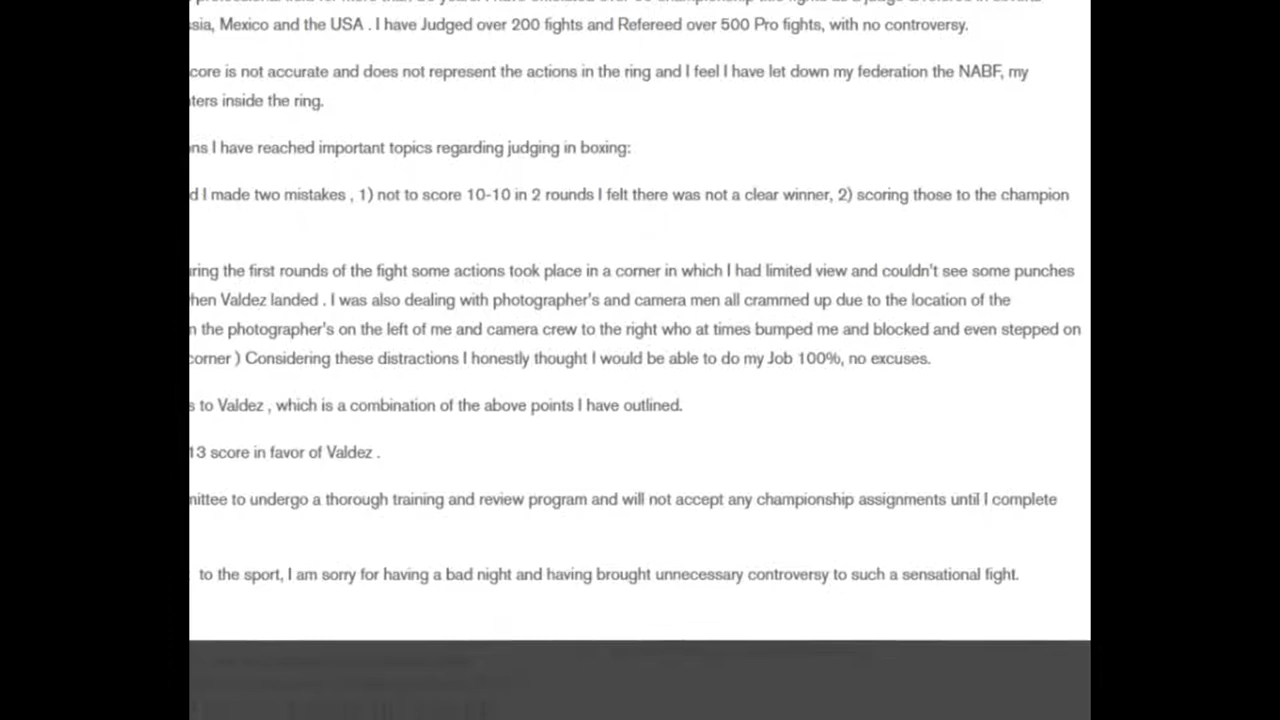 sia, Mexico and the USA . I have Judged over 200 fights and Refereed over 500 Pro fights, with no controversy.
core is not accurate and does not represent the actions in the ring and I feel I have let down my federation the NABF, my
ters inside the ring.
ns I have reached important topics regarding judging in boxing:
d I made two mistakes , 1) not to score 10-10 in 2 rounds I felt there was not a clear winner, 2) scoring those to the champion
ring the first rounds of the fight some actions took place in a corner in which I had limited view and couldn't see some punches
hen Valdez landed . I was also dealing with photographer's and camera men all crammed up due to the location of the
n the photographer's on the left of me and camera crew to the right who at times bumped me and blocked and even stepped on
corner ) Considering these distractions I honestly thought I would be able to do my Job 100%, no excuses.
s to Valdez , which is a combination of the above points I have outlined.
13 score in favor of Valdez .
nittee to undergo a thorough training and review program and will not accept any championship assignments until I complete
to the sport, I am sorry for having a bad night and having brought unnecessary controversy to such a sensational fight.